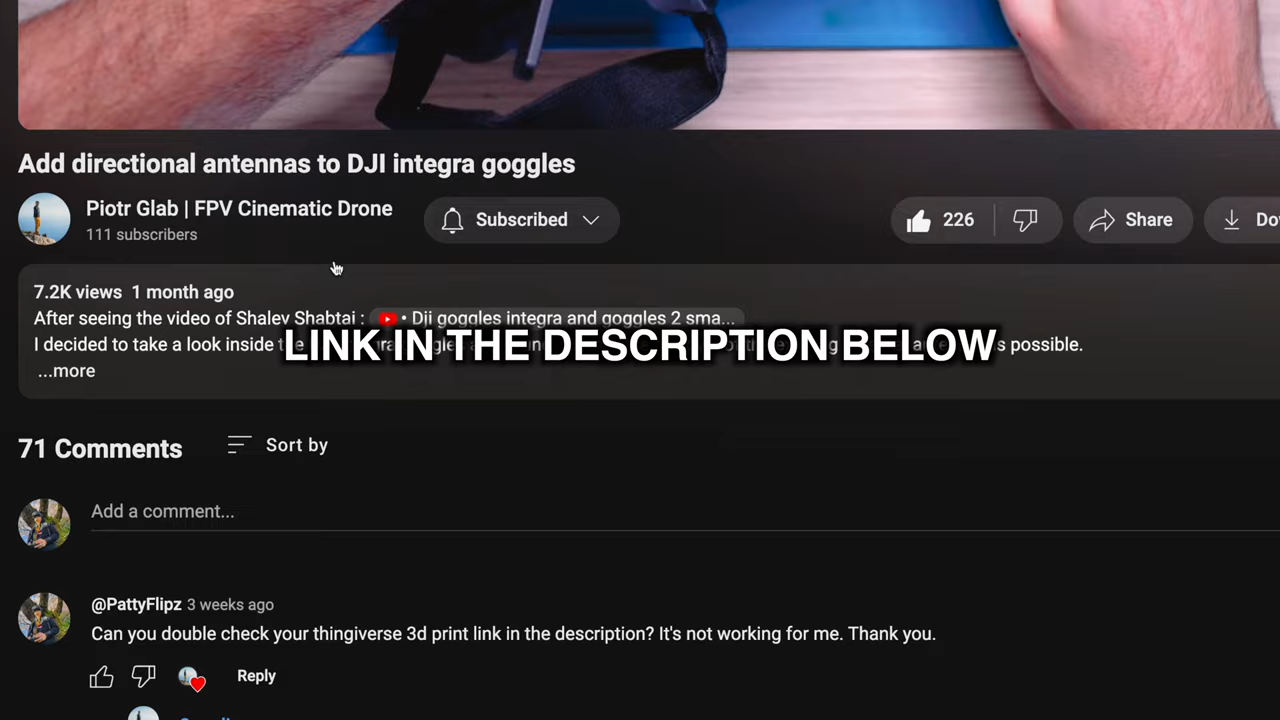 Add directional antennas to DJI integra goggles
Piotr Glab | FPV Cinematic Drone
111 subscribers
Subscribed
226
Share
7.2K views 1 month ago
After seeing the video of Shaley Shabtai : • Dji goggles integra and goggles 2 sma...
I decided to take a look inside s possible.
LINK IN THE DESCRIPTION BELOW
...more
71 Comments
Sort by
Add a comment...
@PattyFlipz 3 weeks ago
Can you double check your thingiverse 3d print link in the description? It's not working for me. Thank you.
Reply